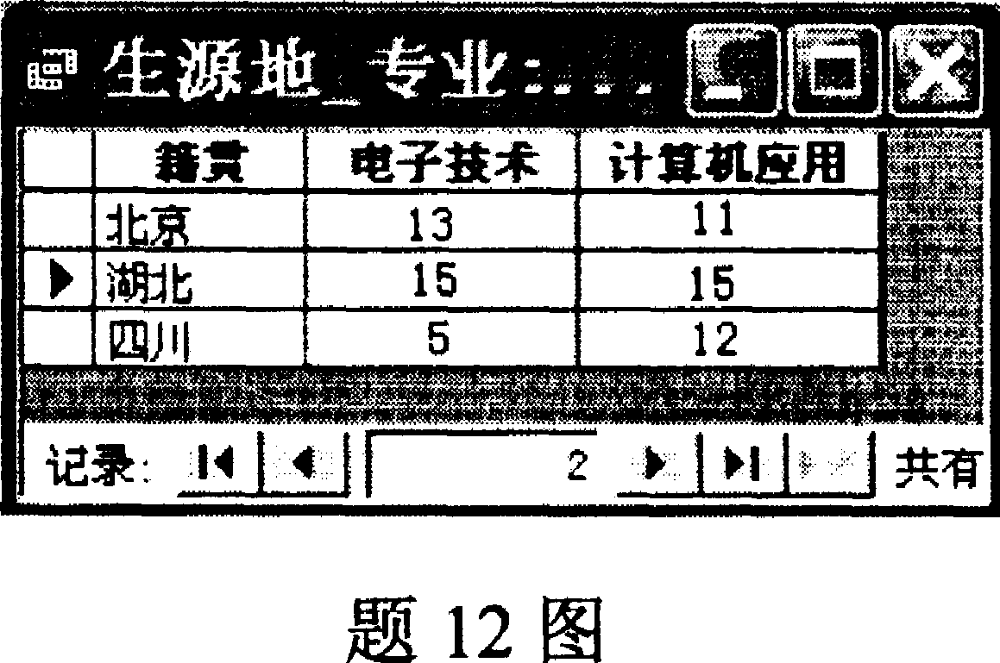 生源地_专业:...
籍贯 电子技术 计算机应用
北京 13 11
湖北 15 15
四川 5 12
记录: 2 共有
题 12 图